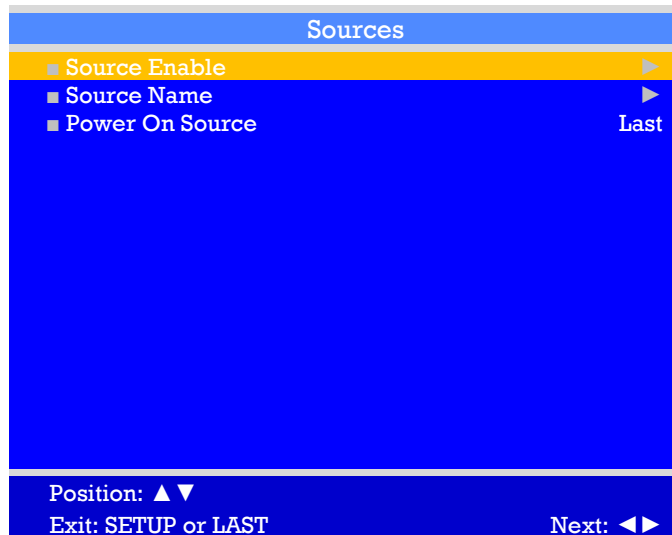 Sources
■ Source Enable ►
■ Source Name ►
■ Power On Source Last
Position: ▲▼
Exit: SETUP or LAST Next: ◄►